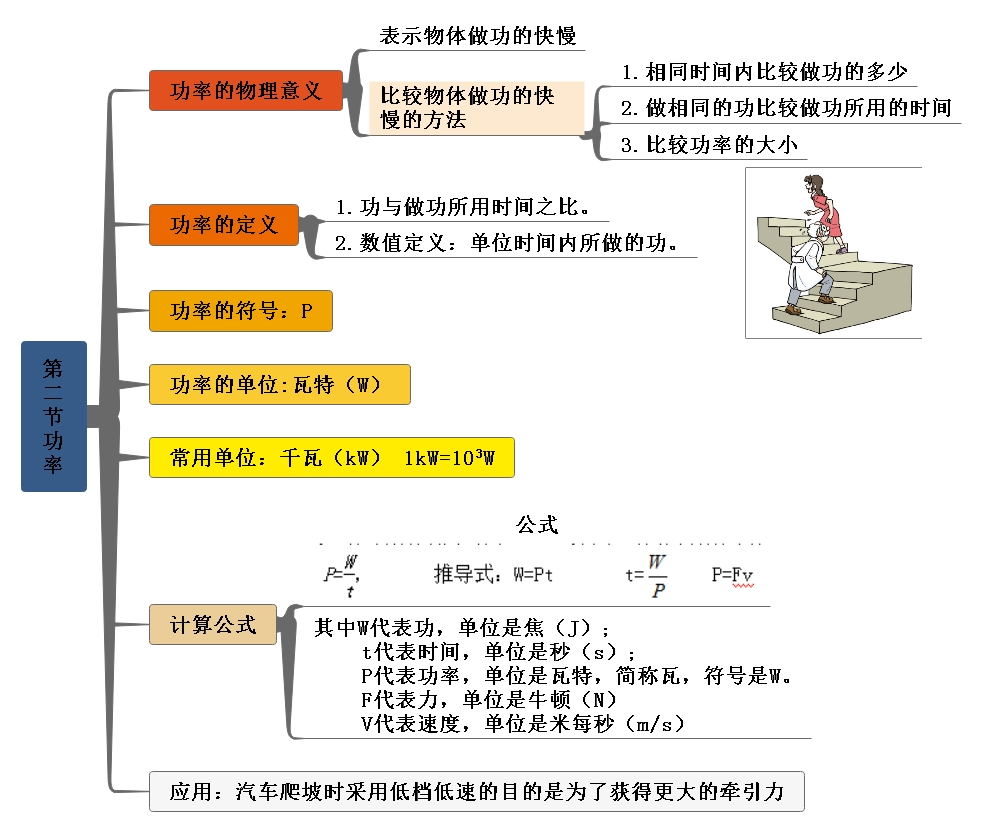 表示物体做功的快慢
功率的物理意义
比较物体做功的快
慢的方法
1.相同时间内比较做功的多少
2.做相同的功比较做功所用的时间
3.比较功率的大小
功率的定义
1.功与做功所用时间之比。
2.数值定义：单位时间内所做的功。
功率的符号：P
第二节功率
功率的单位:瓦特（W）
常用单位：千瓦（kW） 1kW=10³W
公式
P=W/t, 推导式：W=Pt t=W/P P=Fv
计算公式
其中W代表功，单位是焦（J）;
t代表时间，单位是秒（s）;
P代表功率，单位是瓦特，简称瓦，符号是W。
F代表力，单位是牛顿（N）
V代表速度，单位是米每秒（m/s）
应用：汽车爬坡时采用低档低速的目的是为了获得更大的牵引力